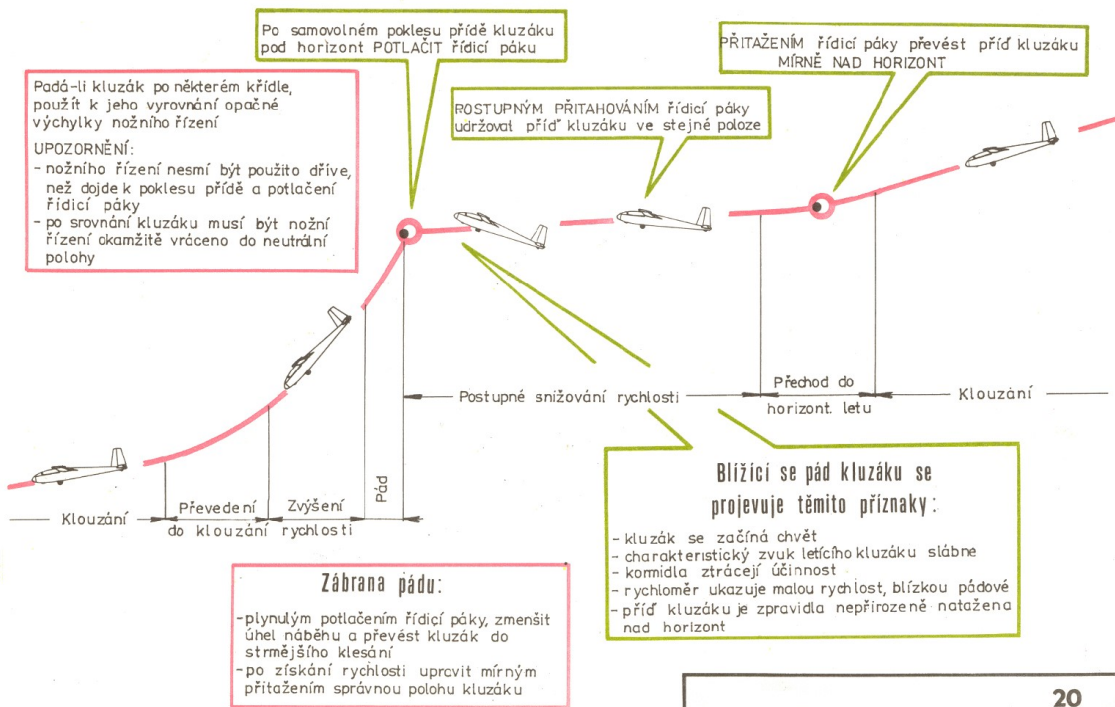 Po samovolném poklesu přídě kluzáku
pod horizont POTLAČIT řídicí páku
PŘITAŽENÍM řídicí páky převést příď kluzáku
MÍRNĚ NAD HORIZONT
Padá-li kluzák po některém křídle,
použít k jeho vyrovnání opačné
výchylky nožního řízení
UPOZORNĚNÍ:
- nožního řízení nesmí být použito dříve,
než dojde k poklesu přídě a potlačení
řídicí páky
- po srovnání kluzáku musí být nožní
řízení okamžitě vráceno do neutrální
polohy
ROSTUPNÝM PŘITAHOVÁNÍM řídicí páky
udržovat příď kluzáku ve stejné poloze
Postupné snižování rychlosti
Přechod do
horizont. letu
Klouzání
Klouzání
Převedení
do klouzání
Zvýšení
rychlosti
Pád
Blížící se pád kluzáku se
projevuje těmito příznaky:
- kluzák se začíná chvět
- charakteristický zvuk letícího kluzáku slábne
- kormidla ztrácejí účinnost
- rychloměr ukazuje malou rychlost, blízkou pádové
- příď kluzáku je zpravidla nepřirozeně natažena
nad horizont
Zábrana pádu:
- plynulým potlačením řídicí páky, zmenšit
úhel náběhu a převést kluzák do
strmějšího klesání
- po získání rychlosti upravit mírným
přitažením správnou polohu kluzáku
20